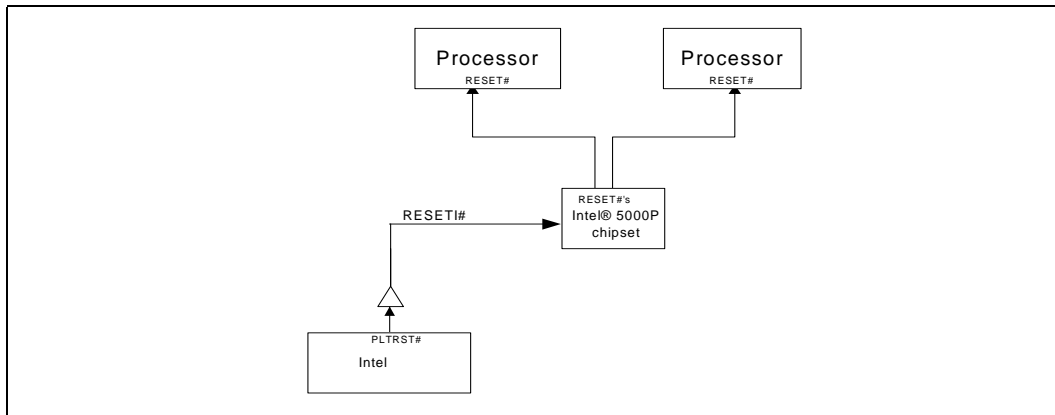 Processor
RESET#
Processor
RESET#
RESET#'s
Intel® 5000P
chipset
RESETI#
PLTRST#
Intel